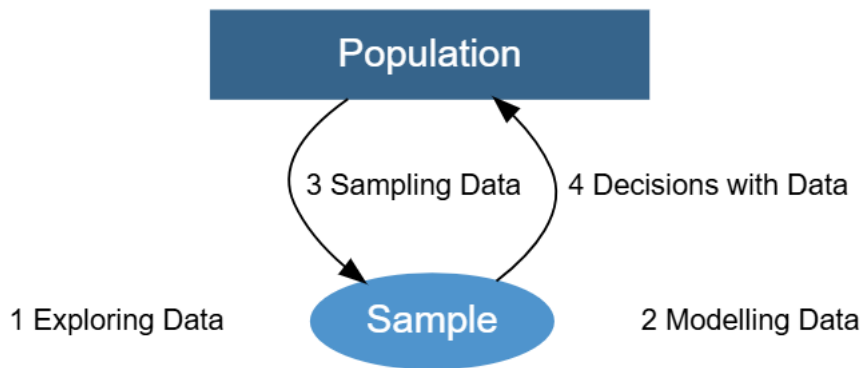 Population
3 Sampling Data
4 Decisions with Data
1 Exploring Data
Sample
2 Modelling Data